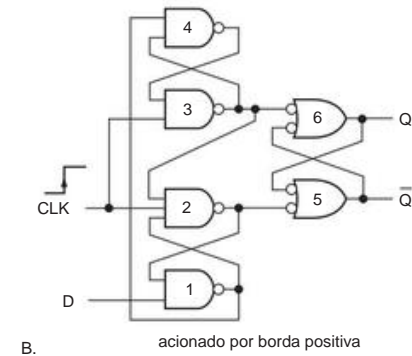 4
3
6
Q
CLK
2
5
Q̅
1
D
B.
acionado por borda positiva